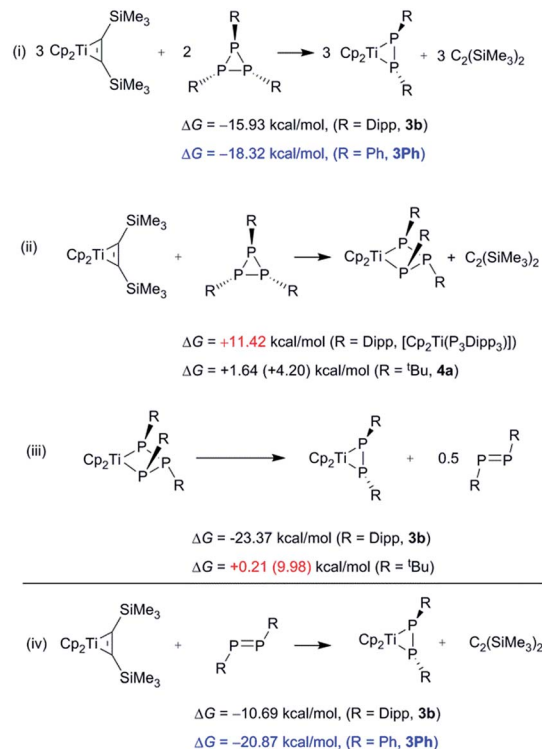 SiMe₃ R R
(i) 3 Cp₂Ti + 2 P 3 Cp₂Ti P + 3 C₂(SiMe₃)₂
P P P
SiMe₃ R R R
ΔG = –15.93 kcal/mol, (R = Dipp, 3b)
ΔG = –18.32 kcal/mol, (R = Ph, 3Ph)
SiMe₃ R R
R
(ii) Cp₂Ti + P Cp₂Ti P + C₂(SiMe₃)₂
P P P P
SiMe₃ R R R
ΔG = +11.42 kcal/mol (R = Dipp, [Cp₂Ti(P₃Dipp₃)])
ΔG = +1.64 (+4.20) kcal/mol (R = ᵗBu, 4a)
R R
R P R
(iii) Cp₂Ti P Cp₂Ti + 0.5 P=P
P P P R
R R
ΔG = -23.37 kcal/mol (R = Dipp, 3b)
ΔG = +0.21 (9.98) kcal/mol (R = ᵗBu)
SiMe₃ R
R P
(iv) Cp₂Ti + P=P Cp₂Ti + C₂(SiMe₃)₂
R P
SiMe₃ R
ΔG = –10.69 kcal/mol, (R = Dipp, 3b)
ΔG = –20.87 kcal/mol, (R = Ph, 3Ph)